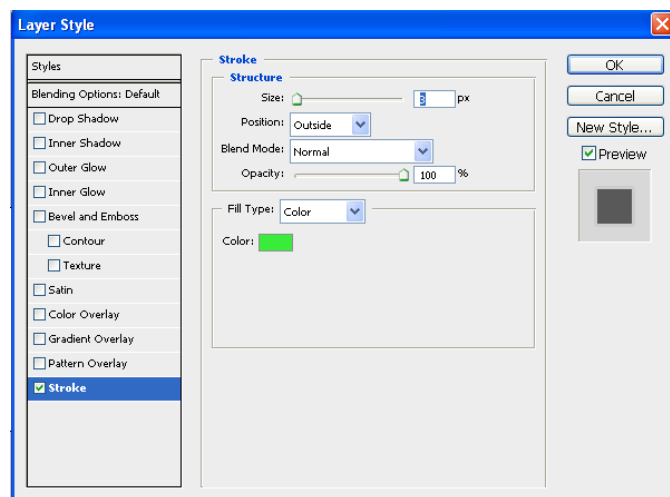 Layer Style
Styles
Blending Options: Default
Drop Shadow
Inner Shadow
Outer Glow
Inner Glow
Bevel and Emboss
Contour
Texture
Satin
Color Overlay
Gradient Overlay
Pattern Overlay
Stroke
Stroke
Structure
Size: 3 px
Position: Outside
Blend Mode: Normal
Opacity: 100 %
Fill Type: Color
Color:
OK
Cancel
New Style...
Preview